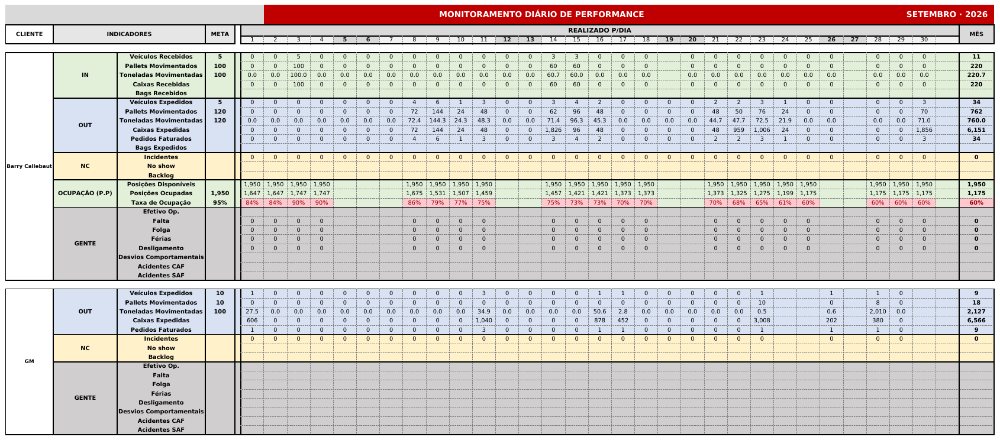 MONITORAMENTO DIÁRIO DE PERFORMANCE SETEMBRO · 2026
CLIENTE INDICADORES META REALIZADO P/DIA MÊS
1 2 3 4 5 6 7 8 9 10 11 12 13 14 15 16 17 18 19 20 21 22 23 24 25 26 27 28 29 30
Barry Callebaut
IN
Veículos Recebidos 5 0 0 5 0 0 0 0 0 0 0 0 0 0 3 3 0 0 0 0 0 0 0 0 0 0 0 0 0 11
Pallets Movimentados 100 0 0 100 0 0 0 0 0 0 0 0 0 0 60 60 0 0 0 0 0 0 0 0 0 0 0 0 0 220
Toneladas Movimentadas 100 0.0 0.0 100.0 0.0 0.0 0.0 0.0 0.0 0.0 0.0 0.0 0.0 0.0 60.7 60.0 0.0 0.0 0.0 0.0 0.0 0.0 0.0 0.0 0.0 0.0 0.0 0.0 0.0 220.7
Caixas Recebidas 0 0 100 0 0 0 0 0 0 0 0 0 0 60 60 0 0 0 0 0 0 0 0 0 0 0 0 0 220
Bags Recebidos
OUT
Veículos Expedidos 5 0 0 0 0 0 0 0 4 6 1 3 0 0 3 4 2 0 0 0 2 2 3 1 0 0 0 0 3 34
Pallets Movimentados 120 0 0 0 0 0 0 0 72 144 24 48 0 0 62 96 48 0 0 0 48 50 76 24 0 0 0 0 70 762
Toneladas Movimentadas 120 0.0 0.0 0.0 0.0 0.0 0.0 0.0 72.4 144.3 24.3 48.3 0.0 0.0 71.4 96.3 45.3 0.0 0.0 0.0 44.7 47.7 72.5 21.9 0.0 0.0 0.0 0.0 71.0 760.0
Caixas Expedidas 0 0 0 0 0 0 0 72 144 24 48 0 0 1,826 96 48 0 0 0 48 959 1,006 24 0 0 0 0 1,856 6,151
Pedidos Faturados 0 0 0 0 0 0 0 4 6 1 3 0 0 3 4 2 0 0 0 2 2 3 1 0 0 0 0 3 34
Bags Expedidos
NC
Incidentes 0 0 0 0 0 0 0 0 0 0 0 0 0 0 0 0 0 0 0 0 0 0 0 0 0 0 0 0 0
No show
Backlog
OCUPAÇÃO (P.P)
Posições Disponíveis 1,950 1,950 1,950 1,950 1,950 1,950 1,950 1,950 1,950 1,950 1,950 1,950 1,950 1,950 1,950 1,950 1,950 1,950 1,950 1,950 1,950 1,950
Posições Ocupadas 1,950 1,647 1,647 1,747 1,747 1,675 1,531 1,507 1,459 1,457 1,421 1,421 1,373 1,373 1,373 1,325 1,275 1,199 1,175 1,175 1,175 1,175 1,175
Taxa de Ocupação 95% 84% 84% 90% 90% 86% 79% 77% 75% 75% 73% 73% 70% 70% 70% 68% 65% 61% 60% 60% 60% 60% 60%
GENTE
Efetivo Op.
Falta 0 0 0 0 0 0 0 0 0 0 0 0 0 0 0 0 0 0 0 0 0 0
Folga 0 0 0 0 0 0 0 0 0 0 0 0 0 0 0 0 0 0 0 0 0 0
Férias 0 0 0 0 0 0 0 0 0 0 0 0 0 0 0 0 0 0 0 0 0 0
Desligamento 0 0 0 0 0 0 0 0 0 0 0 0 0 0 0 0 0 0 0 0 0 0
Desvios Comportamentais
Acidentes CAF
Acidentes SAF
GM
OUT
Veículos Expedidos 10 1 0 0 0 0 0 0 0 0 0 3 0 0 0 0 1 1 0 0 0 0 0 1 1 1 0 9
Pallets Movimentados 10 0 0 0 0 0 0 0 0 0 0 0 0 0 0 0 0 0 0 0 0 0 0 10 0 8 0 18
Toneladas Movimentadas 100 27.5 0.0 0.0 0.0 0.0 0.0 0.0 0.0 0.0 0.0 34.9 0.0 0.0 0.0 0.0 50.6 2.8 0.0 0.0 0.0 0.0 0.0 0.5 0.6 2,010 0.0 2,127
Caixas Expedidas 606 0 0 0 0 0 0 0 0 0 1,040 0 0 0 0 878 452 0 0 0 0 0 3,008 202 380 0 6,566
Pedidos Faturados 1 0 0 0 0 0 0 0 0 0 3 0 0 0 0 1 1 0 0 0 0 0 1 1 1 0 9
NC
Incidentes 0 0 0 0 0 0 0 0 0 0 0 0 0 0 0 0 0 0 0 0 0 0 0 0 0 0 0
No show
Backlog
GENTE
Efetivo Op.
Falta
Folga
Férias
Desligamento
Desvios Comportamentais
Acidentes CAF
Acidentes SAF